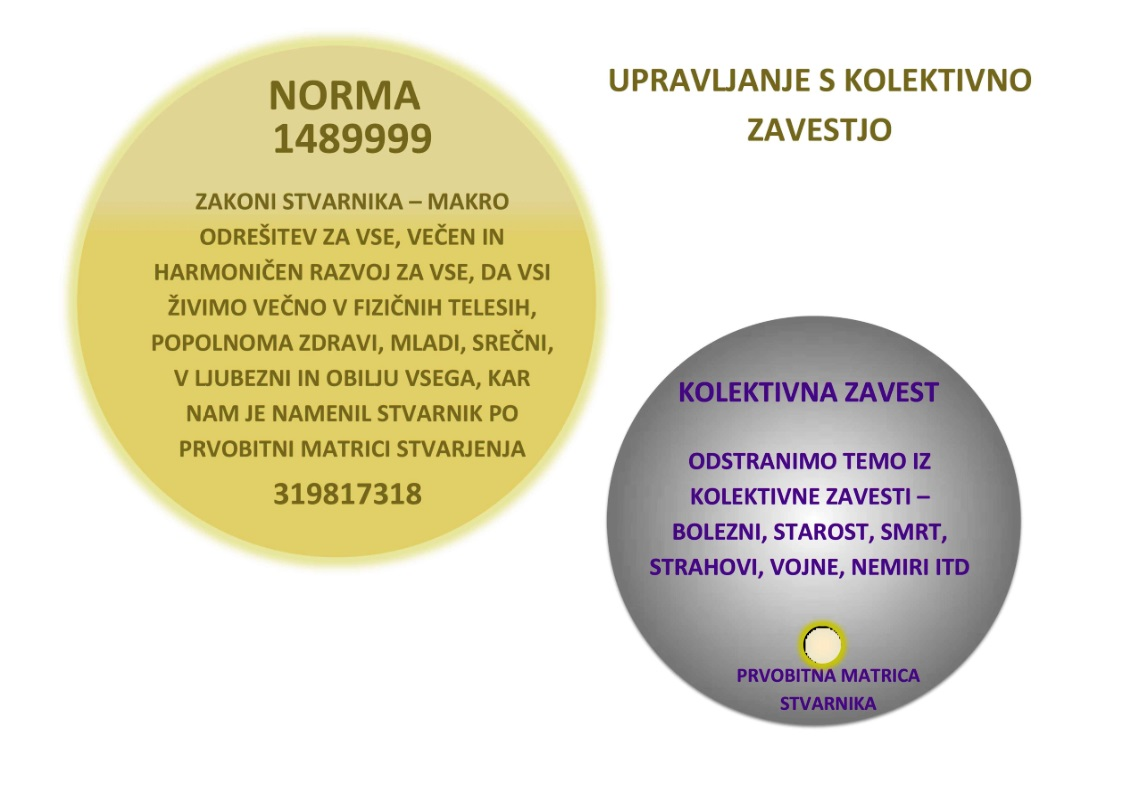 NORMA
1489999
ZAKONI STVARNIKA – MAKRO
ODREŠITEV ZA VSE, VEČEN IN
HARMONIČEN RAZVOJ ZA VSE, DA VSI
ŽIVIMO VEČNO V FIZIČNIH TELESIH,
POPOLNOMA ZDRAVI, MLADI, SREČNI,
V LJUBEZNI IN OBILJU VSEGA, KAR
NAM JE NAMENIL STVARNIK PO
PRVOBITNI MATRICI STVARJENJA
319817318
UPRAVLJANJE S KOLEKTIVNO
ZAVESTJO
KOLEKTIVNA ZAVEST
ODSTRANIMO TEMO IZ
KOLEKTIVNE ZAVESTI –
BOLEZNI, STAROST, SMRT,
STRAHOVI, VOJNE, NEMIRI ITD
PRVOBITNA MATRICA
STVARNIKA